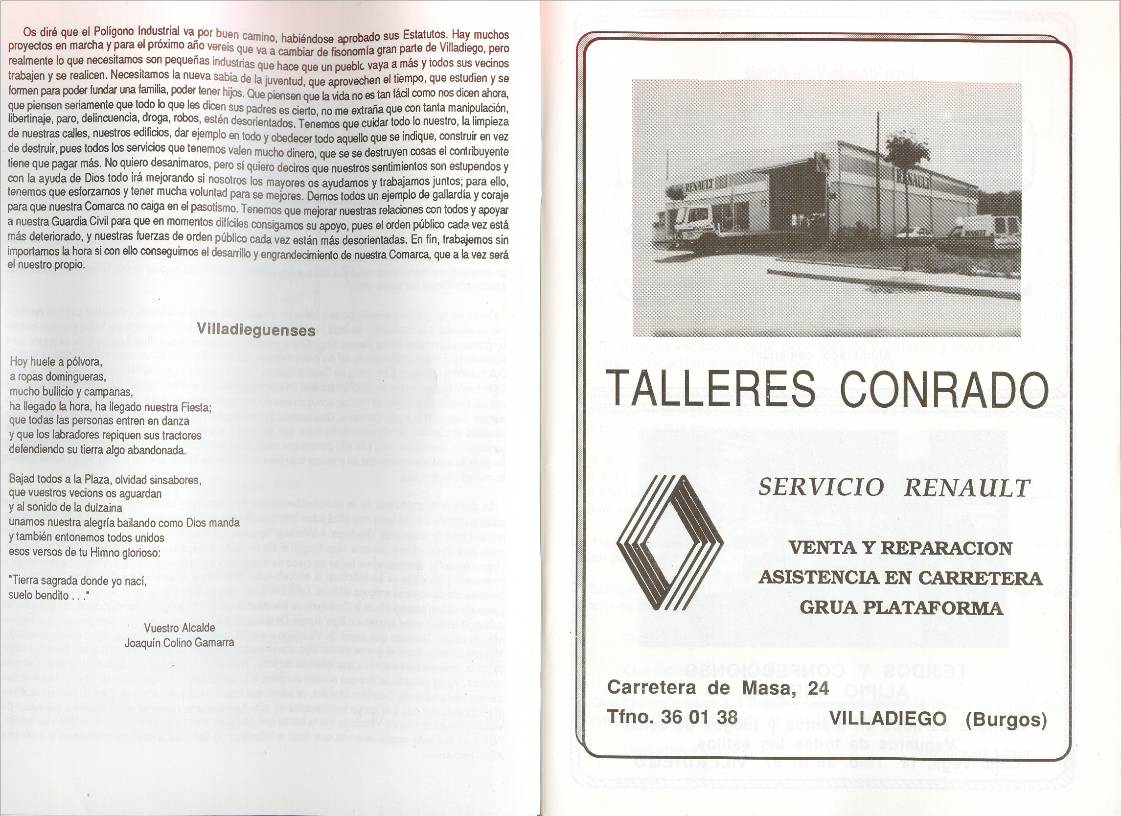 Os diré que el Polígono Industrial va por buen camino, habiéndose aprobado sus Estatutos. Hay muchos
proyectos en marcha y para el próximo año vereis que va a cambiar de fisonomía gran parte de Villadiego, pero
realmente lo que necesitamos son pequeñas industrias que hace que un pueblc vaya a más y todos sus vecinos
trabajen y se realicen. Necesitamos la nueva sabia de la juventud, que aprovechen el tiempo, que estudien y se
formen para poder fundar una familia, poder tener hijos. Que piensen que la vida no es tan fácil como nos dicen ahora,
que piensen seriamente que todo lo que les dicen sus padres es cierto, no me extraña que con tanta manipulación,
libertinaje, paro, delincuencia, droga, robos, estén desorientados. Tenemos que cuidar todo lo nuestro, la limpieza
de nuestras calles, nuestros edificios, dar ejemplo en todo y obedecer todo aquello que se indique, construir en vez
de destruir, pues todos los servicios que tenemos valen mucho dinero, que se se destruyen cosas el contribuyente
tiene que pagar más. No quiero desanimaros, pero sí quiero deciros que nuestros sentimientos son estupendos y
con la ayuda de Dios todo irá mejorando si nosotros los mayores os ayudamos y trabajamos juntos; para ello,
tenemos que esforzarnos y tener mucha voluntad para se mejores. Demos todos un ejemplo de gallardía y coraje
para que nuestra Comarca no caiga en el pasotismo. Tenemos que mejorar nuestras relaciones con todos y apoyar
a nuestra Guardia Civil para que en momentos difíciles consigamos su apoyo, pues el orden público cada vez está
más deteriorado, y nuestras fuerzas de orden público cada vez están más desorientadas. En fin, trabajemos sin
importarnos la hora si con ello conseguimos el desarrillo y engrandecimiento de nuestra Comarca, que a la vez será
el nuestro propio.
Villadieguenses
Hoy huele a pólvora,
a ropas domingueras,
mucho bullicio y campanas,
ha llegado la hora, ha llegado nuestra Fiesta;
que todas las personas entren en danza
y que los labradores repiquen sus tractores
defendiendo su tierra algo abandonada.
Bajad todos a la Plaza, olvidad sinsabores,
que vuestros vecions os aguardan
y al sonido de la dulzaina
unamos nuestra alegría bailando como Dios manda
y también entonemos todos unidos
esos versos de tu Himno glorioso:
"Tierra sagrada donde yo nací,
suelo bendito . . ."
Vuestro Alcalde
Joaquín Colino Gamarra
RENAULT
RENAULT
TALLERES CONRADO
SERVICIO RENAULT
VENTA Y REPARACION
ASISTENCIA EN CARRETERA
GRUA PLATAFORMA
Carretera de Masa, 24
Tfno. 36 01 38 VILLADIEGO (Burgos)